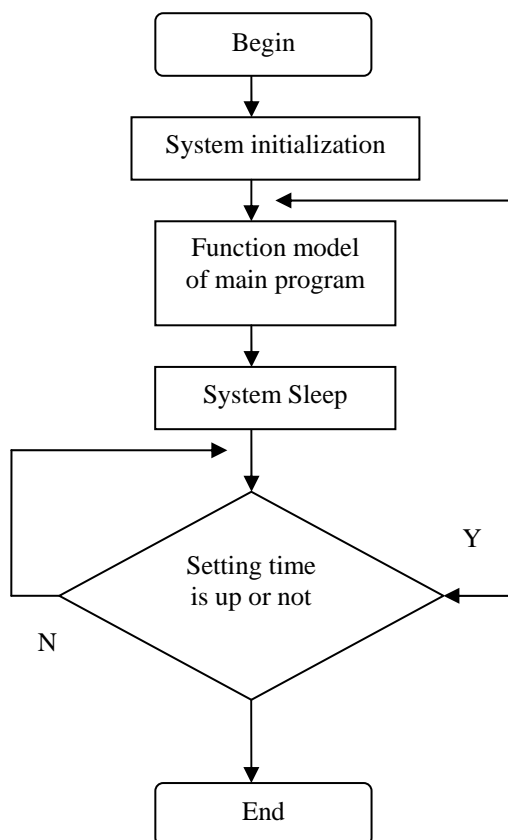 Begin
System initialization
Function model
of main program
System Sleep
Y
Setting time
is up or not
N
End